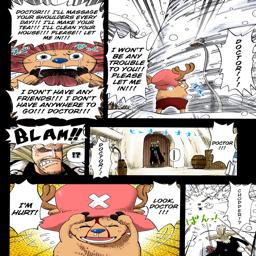 DOCTOR!!! I'LL MASSAGE
YOUR SHOULDERS EVERY
DAY!! I'LL MAKE YOUR
TEA!! I'LL CLEAN YOUR
HOUSE!!! PLEASE!! LET
ME IN!!!
I WON'T
BE ANY
TROUBLE
TO YOU!!
PLEASE
LET ME
IN!!!
DOCTOR!!
I DON'T HAVE ANY
FRIENDS!!! I DON'T
HAVE ANYWHERE TO
GO!!! DOCTOR!!!
BLAM!!
!?
DOCTOR!!
DOCTOR
!!!
I'M
HURT!
LOOK,
DOCTOR
!!!
CHOPPER!